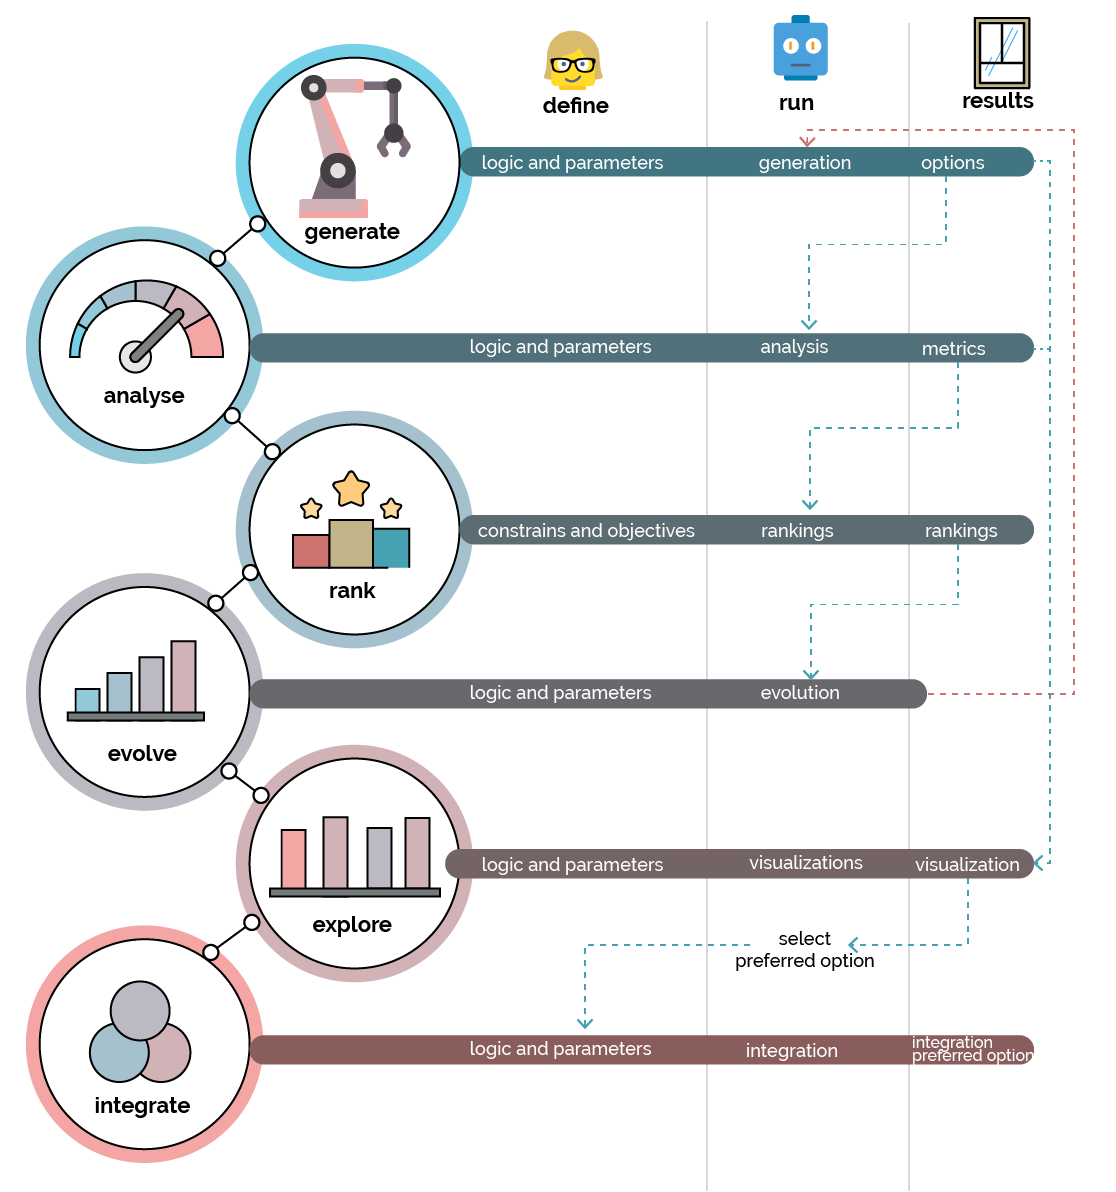 define
run
results
generate
logic and parameters
generation
options
analyse
logic and parameters
analysis
metrics
rank
constrains and objectives
rankings
rankings
evolve
logic and parameters
evolution
explore
logic and parameters
visualizations
visualization
select
preferred option
integrate
logic and parameters
integration
integration
preferred option